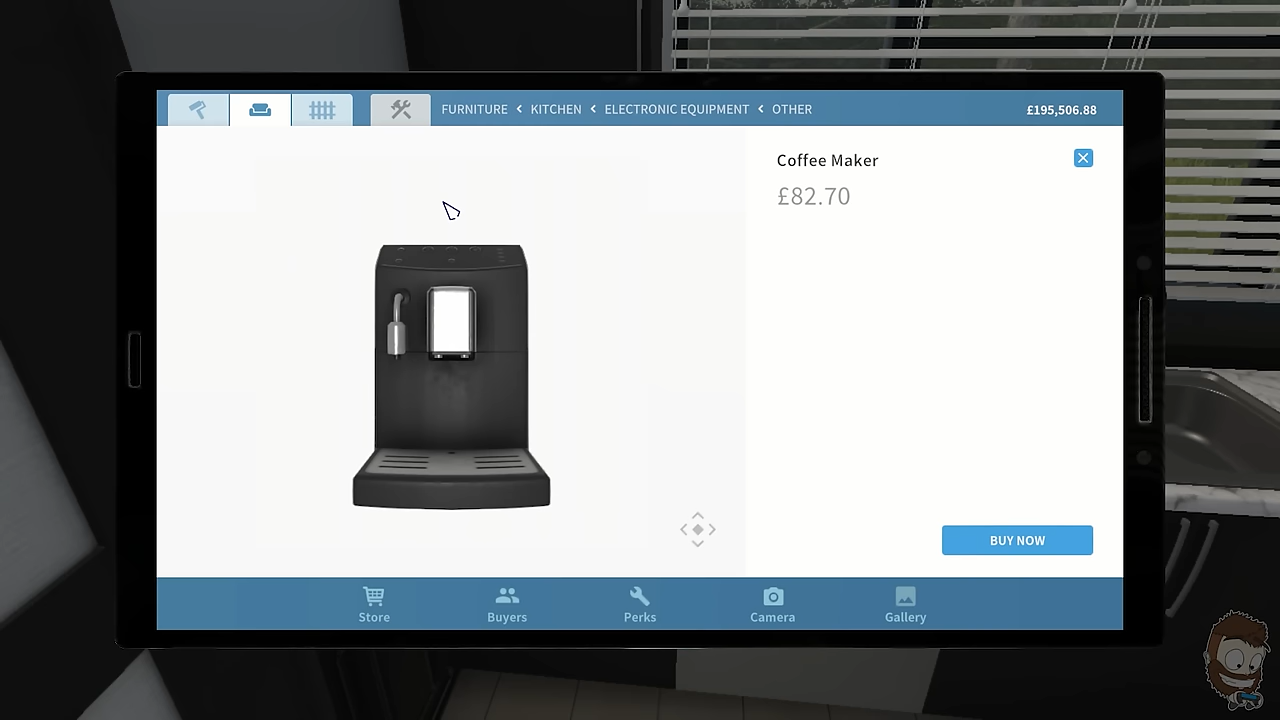 FURNITURE < KITCHEN < ELECTRONIC EQUIPMENT < OTHER
£195,506.88
Coffee Maker
£82.70
BUY NOW
Store
Buyers
Perks
Camera
Gallery